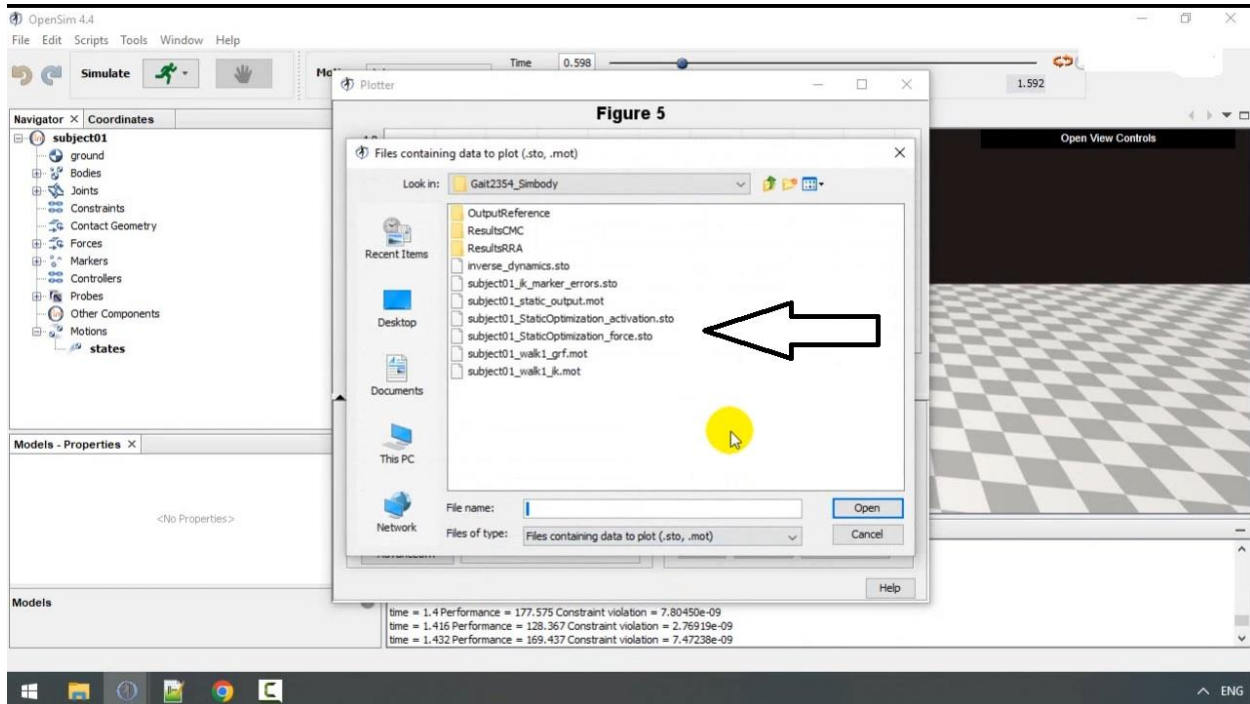 OpenSim 4.4
File Edit Scripts Tools Window Help
Simulate
Time 0.598
1.592
Plotter
Figure 5
Navigator Coordinates
subject01
ground
Bodies
Joints
Constraints
Contact Geometry
Forces
Markers
Controllers
Probes
Other Components
Motions
states
Open View Controls
Files containing data to plot (.sto, .mot)
Look in: Gait2354_Simbody
Recent Items
Desktop
Documents
This PC
Network
OutputReference
ResultsCMC
ResultsRRA
inverse_dynamics.sto
subject01_ik_marker_errors.sto
subject01_static_output.mot
subject01_StaticOptimization_activation.sto
subject01_StaticOptimization_force.sto
subject01_walk1_grf.mot
subject01_walk1_ik.mot
File name: Open
Files of type: Files containing data to plot (.sto, .mot) Cancel
Help
Models - Properties
<No Properties>
Models
time = 1.4 Performance = 177.575 Constraint violation = 7.80450e-09
time = 1.416 Performance = 128.367 Constraint violation = 2.76919e-09
time = 1.432 Performance = 169.437 Constraint violation = 7.47238e-09
ENG